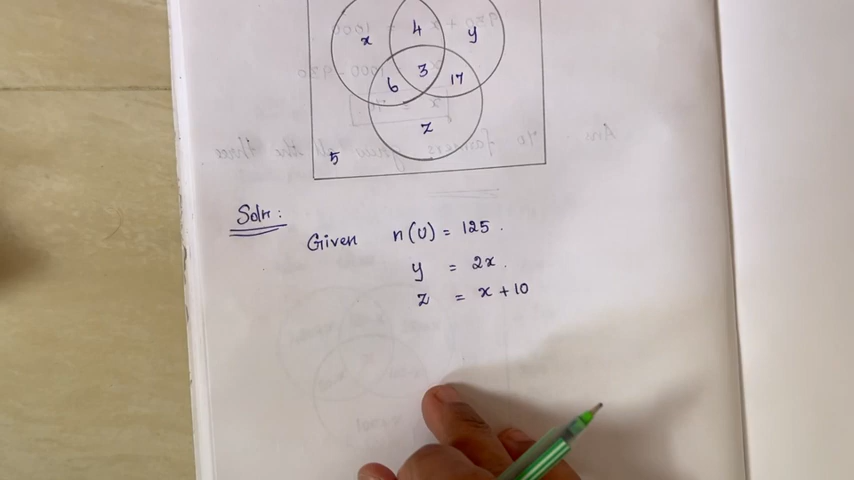 x 4 y
6 3 17
z
5
Soln:
Given n(U) = 125.
y = 2x.
z = x + 10